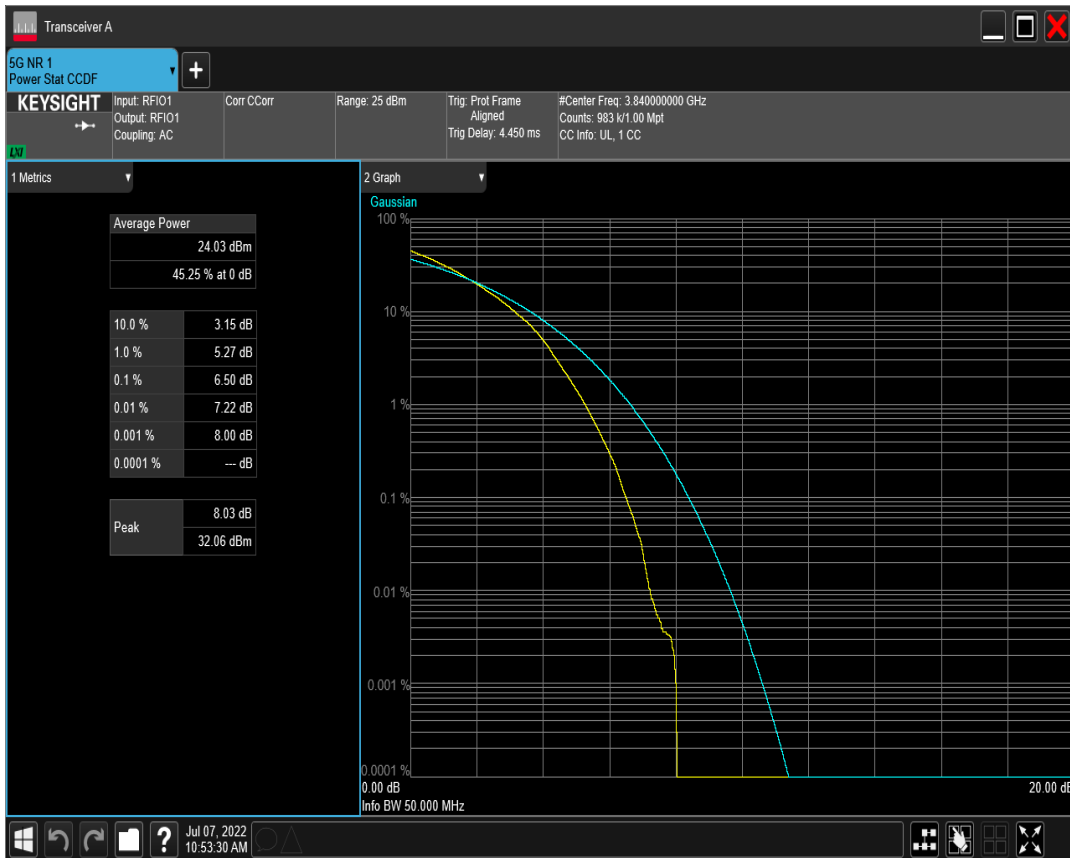 Transceiver A
5G NR 1
Power Stat CCDF
+
KEYSIGHT
LXI
Input: RFIO1
Output: RFIO1
Coupling: AC
Corr CCorr
Range: 25 dBm
Trig: Prot Frame
Aligned
Trig Delay: 4.450 ms
#Center Freq: 3.840000000 GHz
Counts: 983 k/1.00 Mpt
CC Info: UL, 1 CC
1 Metrics
Average Power
24.03 dBm
45.25 % at 0 dB
10.0 % 3.15 dB
1.0 % 5.27 dB
0.1 % 6.50 dB
0.01 % 7.22 dB
0.001 % 8.00 dB
0.0001 % --- dB
Peak
8.03 dB
32.06 dBm
2 Graph
Gaussian
100 %
10 %
1 %
0.1 %
0.01 %
0.001 %
0.0001 %
0.00 dB 20.00 dB
Info BW 50.000 MHz
?
Jul 07, 2022
10:53:30 AM